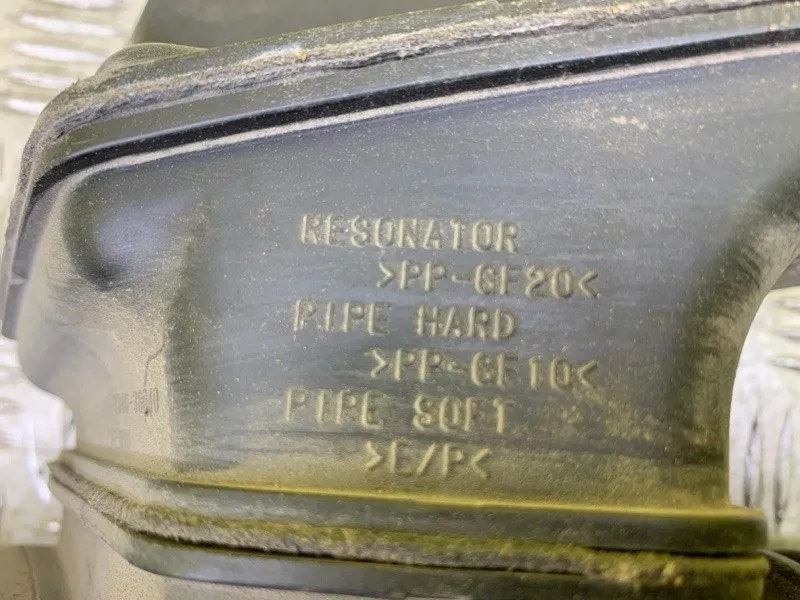 RESONATOR
>PP-GF20<
PIPE HARD
>PP-GF10<
PIPE SOFT
>E/P<